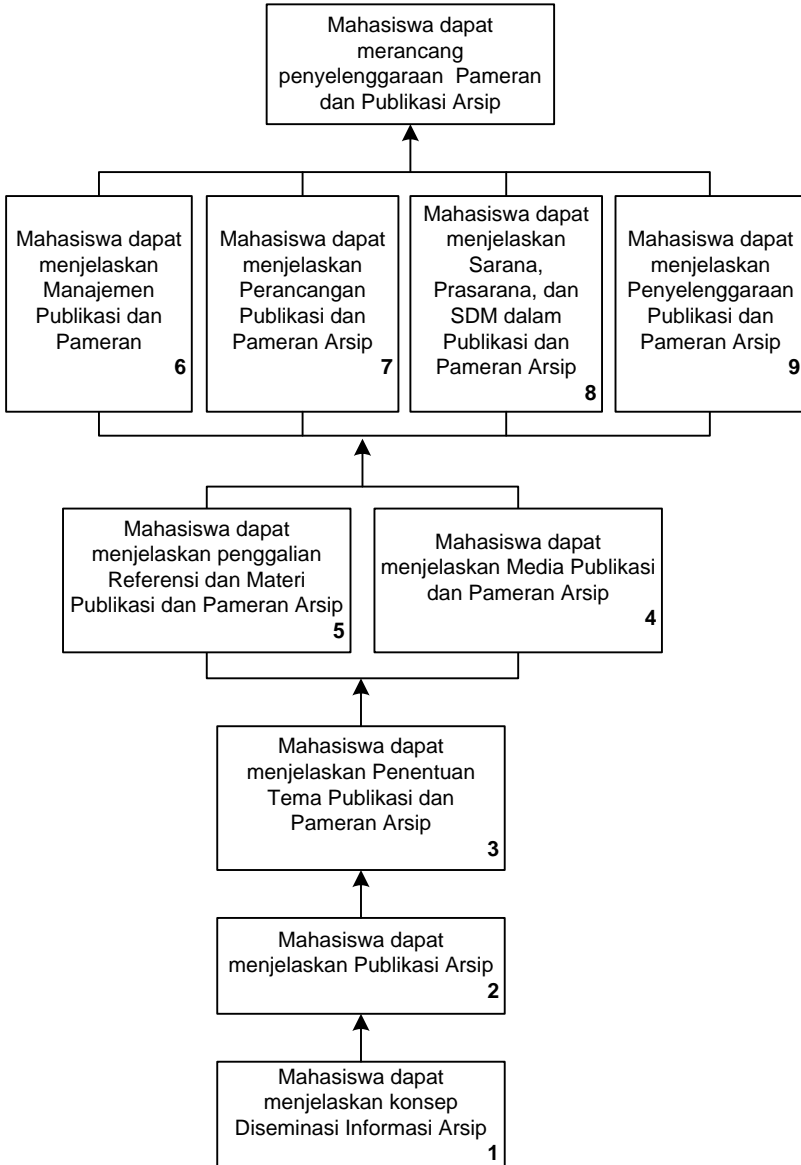 Mahasiswa dapat
merancang
penyelenggaraan Pameran
dan Publikasi Arsip
Mahasiswa dapat
menjelaskan
Manajemen
Publikasi dan
Pameran
6
Mahasiswa dapat
menjelaskan
Perancangan
Publikasi dan
Pameran Arsip
7
Mahasiswa dapat
menjelaskan
Sarana,
Prasarana, dan
SDM dalam
Publikasi dan
Pameran Arsip
8
Mahasiswa dapat
menjelaskan
Penyelenggaraan
Publikasi dan
Pameran Arsip
9
Mahasiswa dapat
menjelaskan penggalian
Referensi dan Materi
Publikasi dan Pameran Arsip
5
Mahasiswa dapat
menjelaskan Media Publikasi
dan Pameran Arsip
4
Mahasiswa dapat
menjelaskan Penentuan
Tema Publikasi dan
Pameran Arsip
3
Mahasiswa dapat
menjelaskan Publikasi Arsip
2
Mahasiswa dapat
menjelaskan konsep
Diseminasi Informasi Arsip
1